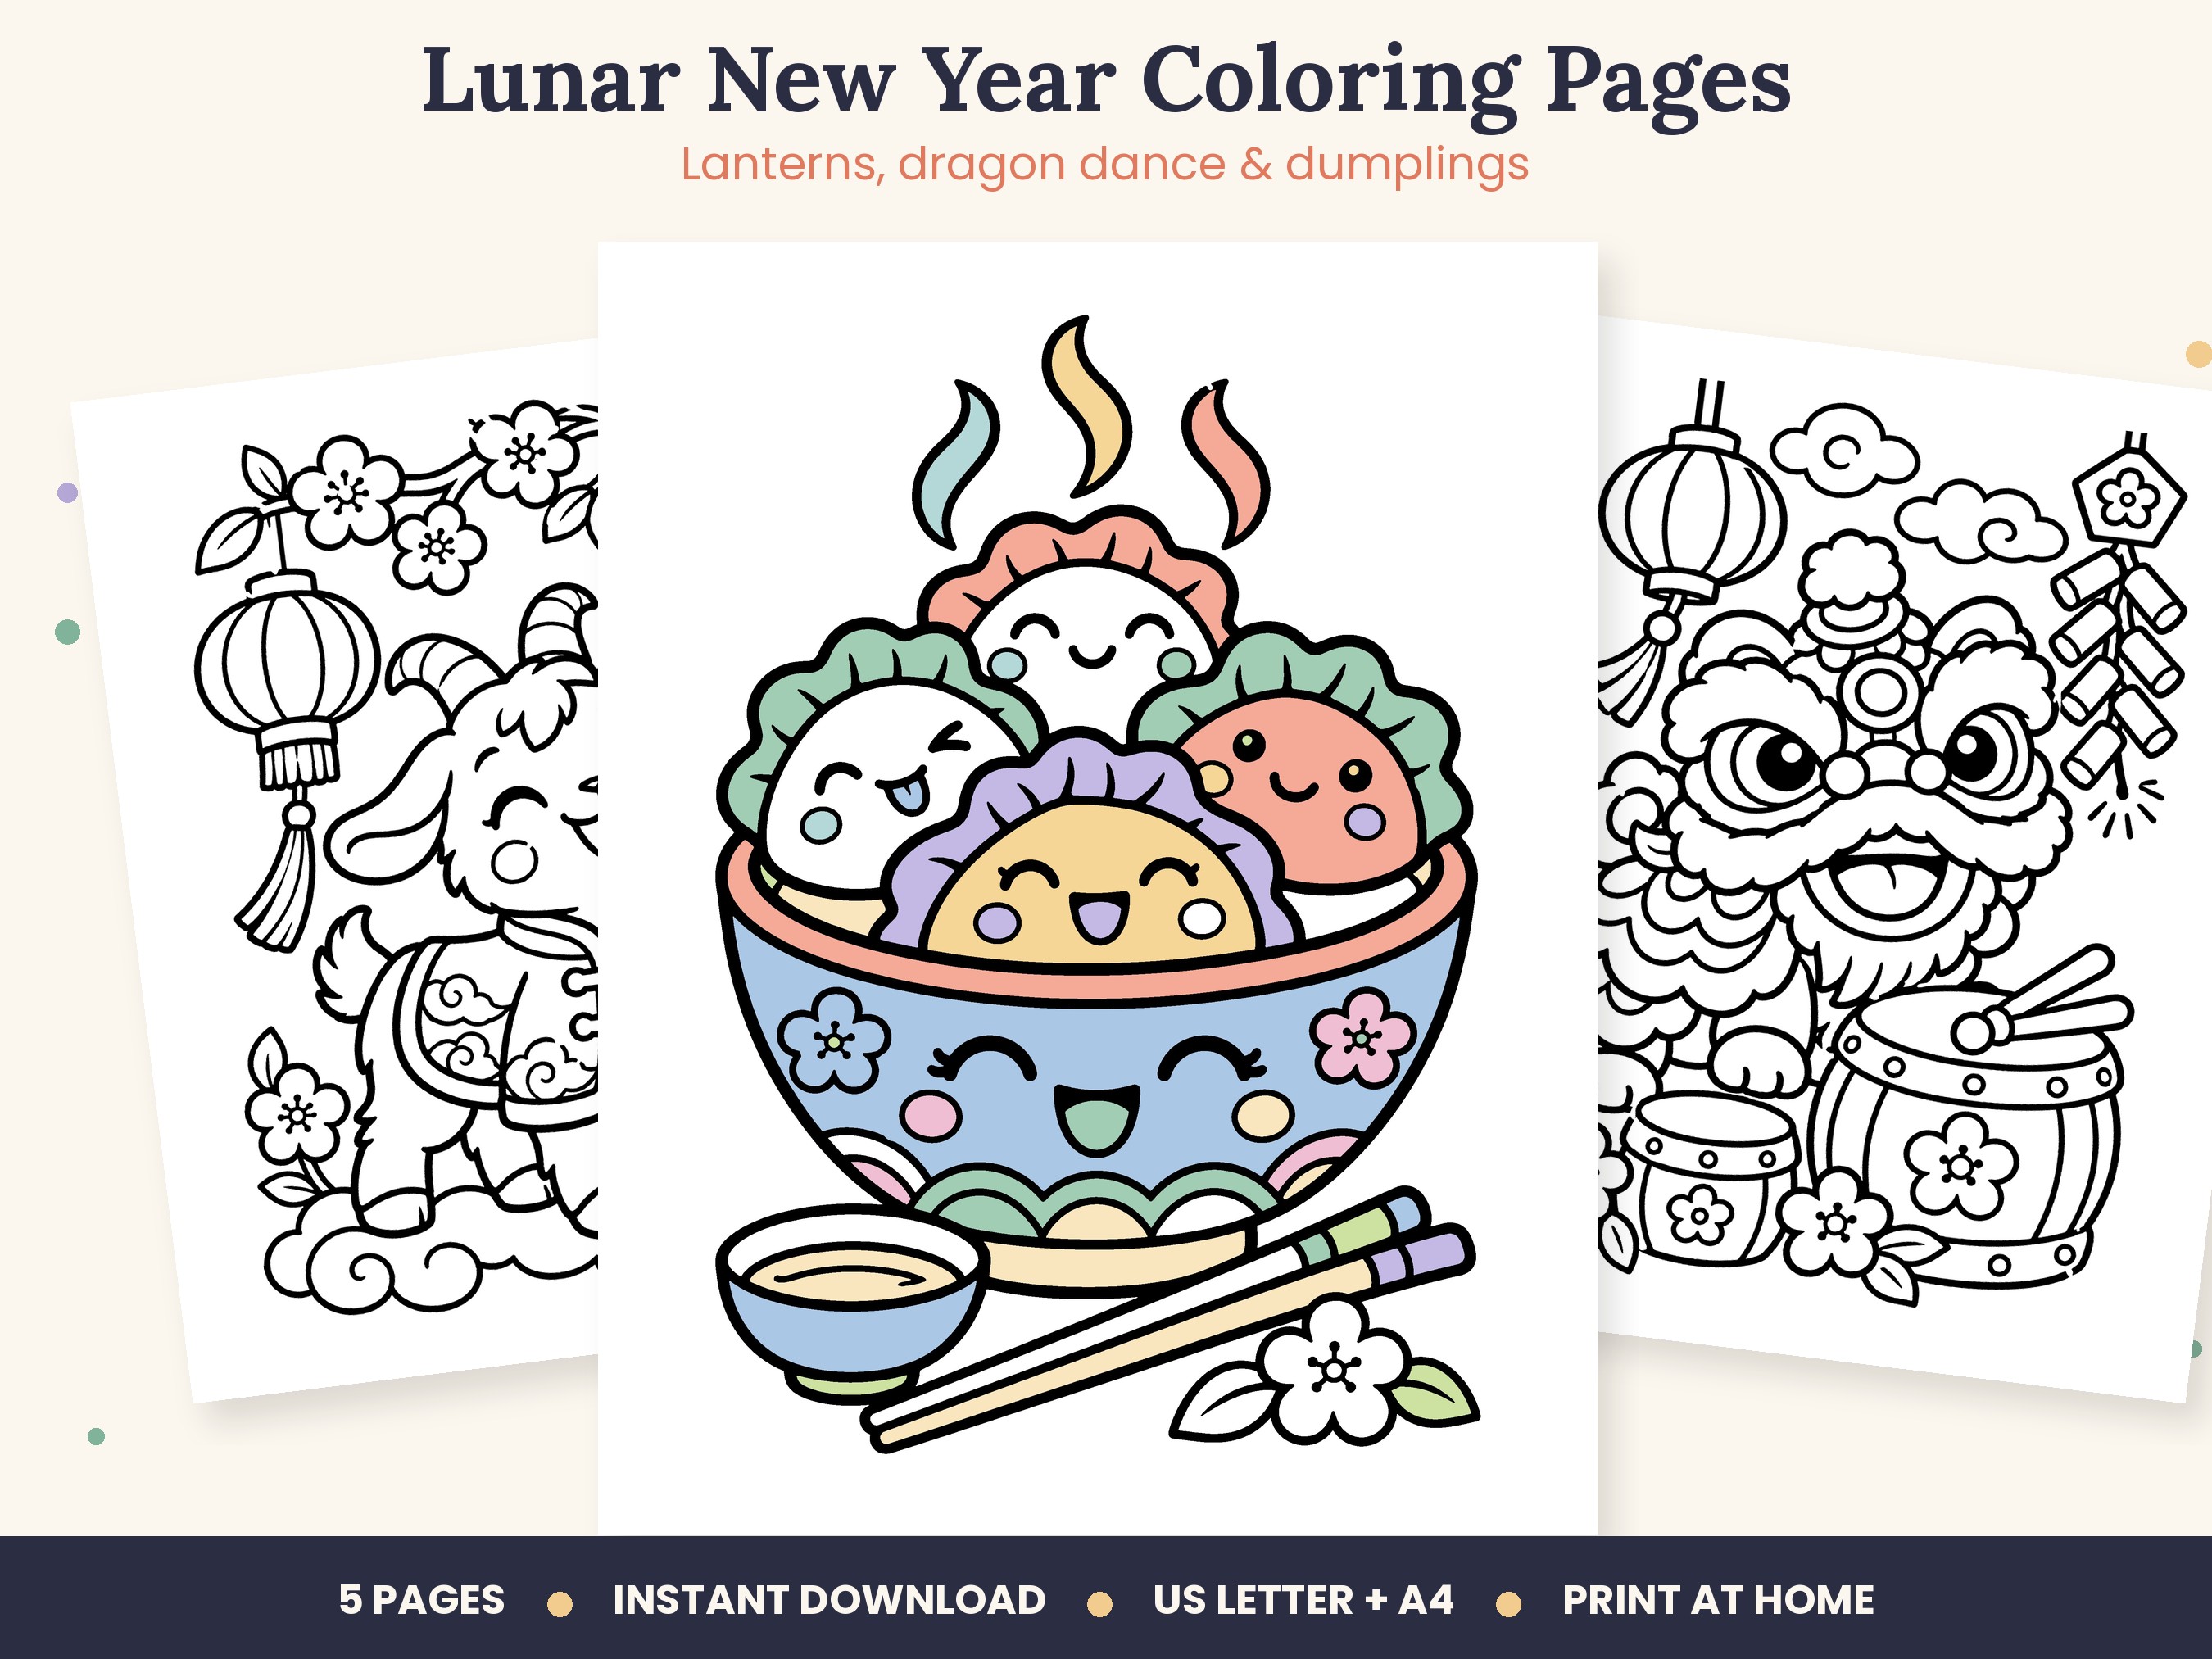 Lunar New Year Coloring Pages
Lanterns, dragon dance & dumplings
5 PAGES ● INSTANT DOWNLOAD ● US LETTER + A4 ● PRINT AT HOME